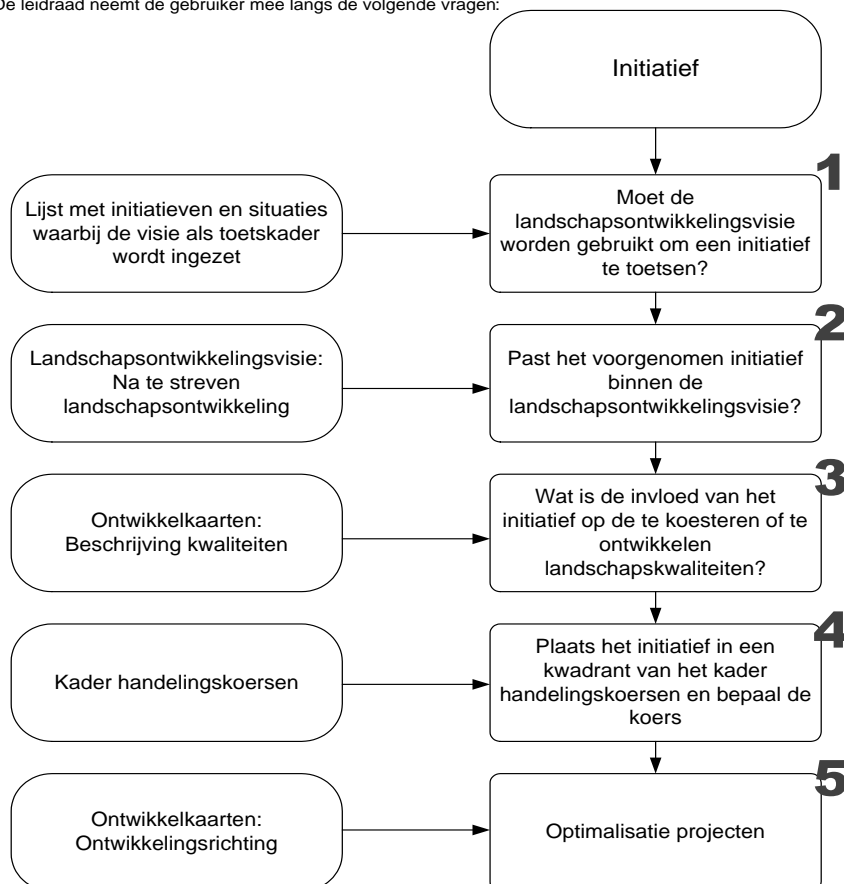 De leidraad neemt de gebruiker mee langs de volgende vragen:
Initiatief
1
Lijst met initiatieven en situaties
waarbij de visie als toetskader
wordt ingezet
Moet de
landschapsontwikkelingsvisie
worden gebruikt om een initiatief
te toetsen?
2
Landschapsontwikkelingsvisie:
Na te streven
landschapsontwikkeling
Past het voorgenomen initiatief
binnen de
landschapsontwikkelingsvisie?
3
Ontwikkelkaarten:
Beschrijving kwaliteiten
Wat is de invloed van het
initiatief op de te koesteren of te
ontwikkelen
landschapskwaliteiten?
4
Kader handelingskoersen
Plaats het initiatief in een
kwadrant van het kader
handelingskoersen en bepaal de
koers
5
Ontwikkelkaarten:
Ontwikkelingsrichting
Optimalisatie projecten